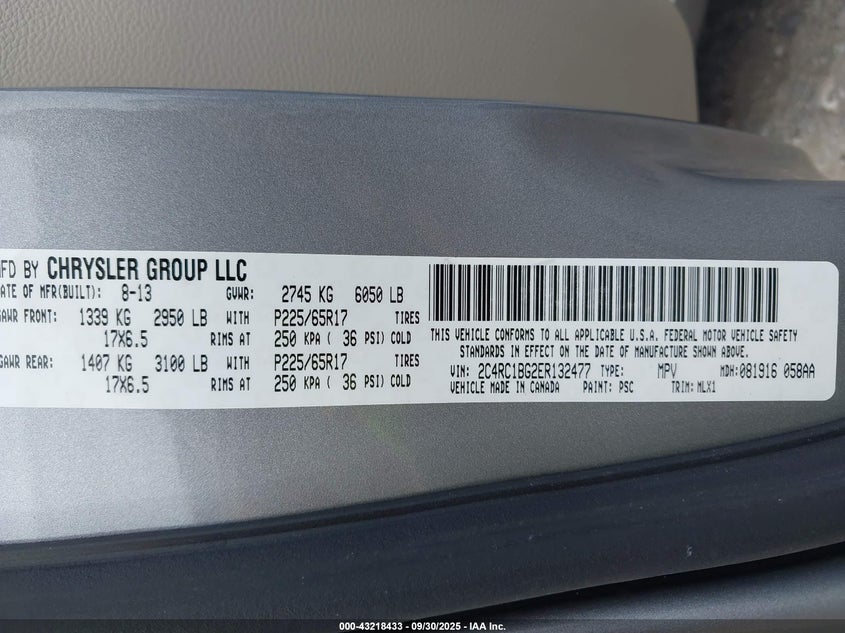 MFD BY CHRYSLER GROUP LLC
DATE OF MFR(BUILT): 8-13 GVWR: 2745 KG 6050 LB
GAWR FRONT: 1339 KG 2950 LB WITH P225/65R17 TIRES
17X6.5 RIMS AT 250 KPA ( 36 PSI) COLD
GAWR REAR: 1407 KG 3100 LB WITH P225/65R17 TIRES
17X6.5 RIMS AT 250 KPA ( 36 PSI) COLD
THIS VEHICLE CONFORMS TO ALL APPLICABLE U.S.A. FEDERAL MOTOR VEHICLE SAFETY
STANDARDS IN EFFECT ON THE DATE OF MANUFACTURE SHOWN ABOVE.
VIN: 2C4RC1BG2ER132477 TYPE: MPV MDH:081916 058AA
VEHICLE MADE IN CANADA PAINT: PSC TRIM: MLX1
000-43218433 - 09/30/2025 - IAA Inc.